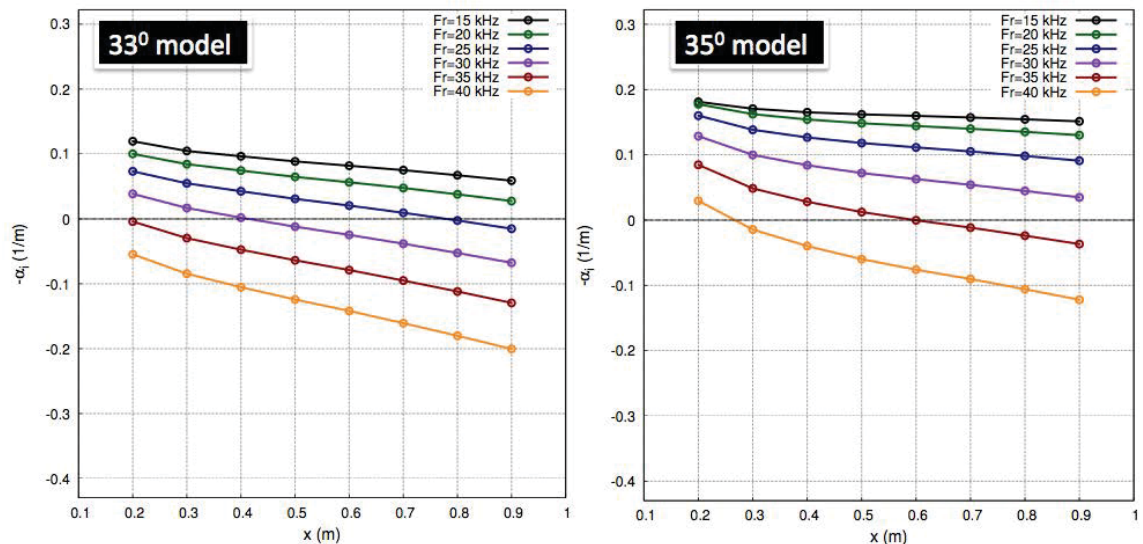 33⁰ model
Fr=15 kHz
Fr=20 kHz
Fr=25 kHz
Fr=30 kHz
Fr=35 kHz
Fr=40 kHz
0.3
0.2
0.1
0
-0.1
-0.2
-0.3
-0.4
-αᵢ (1/m)
0.1 0.2 0.3 0.4 0.5 0.6 0.7 0.8 0.9 1
x (m)
35⁰ model
Fr=15 kHz
Fr=20 kHz
Fr=25 kHz
Fr=30 kHz
Fr=35 kHz
Fr=40 kHz
0.3
0.2
0.1
0
-0.1
-0.2
-0.3
-0.4
-αᵢ (1/m)
0.1 0.2 0.3 0.4 0.5 0.6 0.7 0.8 0.9 1
x (m)